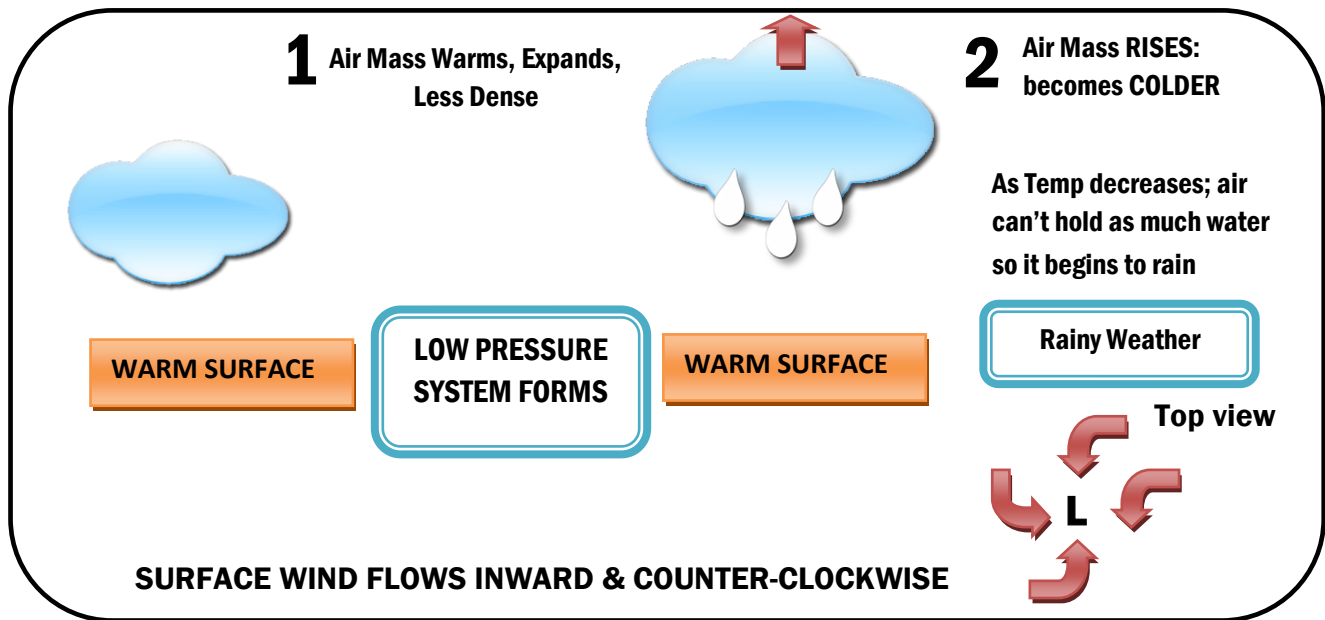 1 Air Mass Warms, Expands,
Less Dense
2 Air Mass RISES:
becomes COLDER
As Temp decreases; air
can't hold as much water
so it begins to rain
WARM SURFACE
LOW PRESSURE
SYSTEM FORMS
WARM SURFACE
Rainy Weather
Top view
L
SURFACE WIND FLOWS INWARD & COUNTER-CLOCKWISE